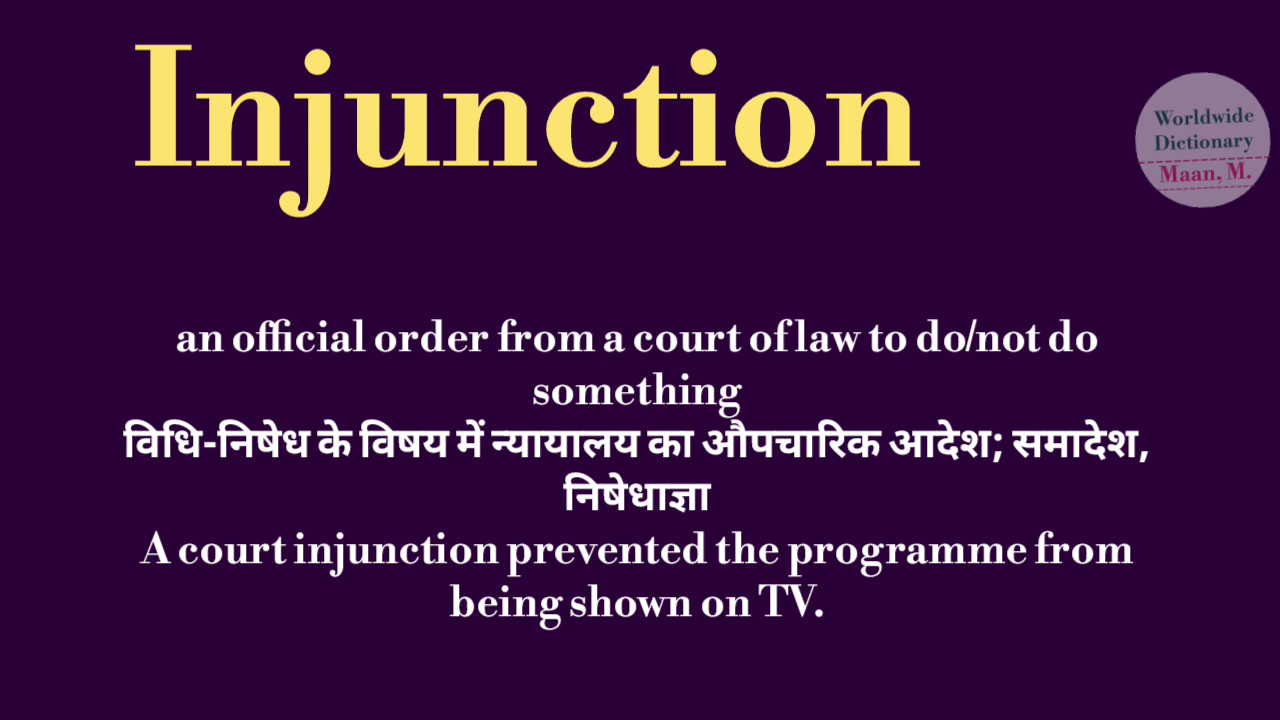 Injunction
Worldwide
Dictionary
Maan, M.
an official order from a court of law to do/not do
something
विधि-निषेध के विषय में न्यायालय का औपचारिक आदेश; समादेश,
निषेधाज्ञा
A court injunction prevented the programme from
being shown on TV.